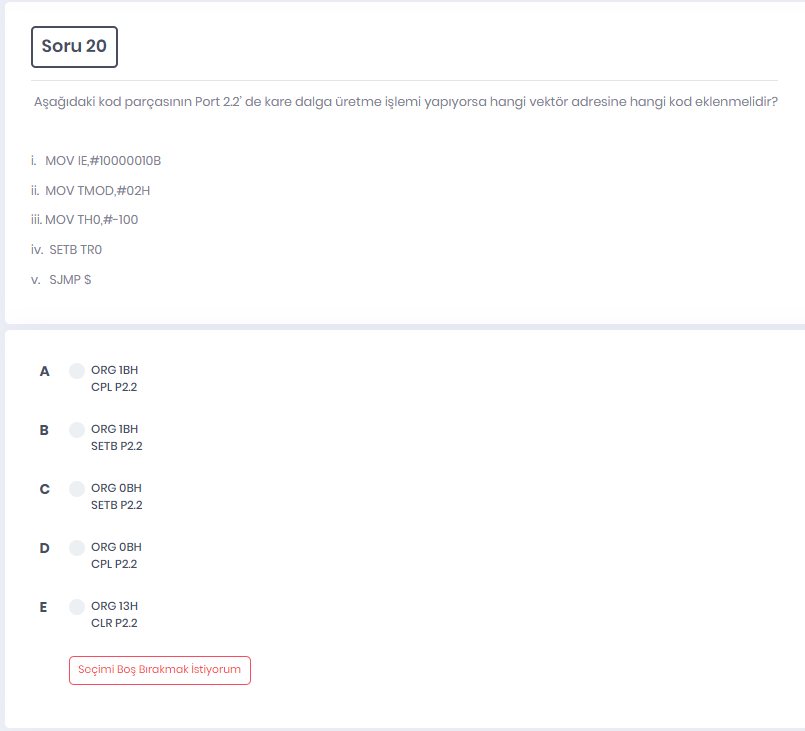 Soru 20
Aşağıdaki kod parçasının Port 2.2' de kare dalga üretme işlemi yapıyorsa hangi vektör adresine hangi kod eklenmelidir?
i. MOV IE,#10000010B
ii. MOV TMOD,#02H
iii. MOV TH0,#-100
iv. SETB TR0
v. SJMP $
A ORG 1BH
CPL P2.2
B ORG 1BH
SETB P2.2
C ORG 0BH
SETB P2.2
D ORG 0BH
CPL P2.2
E ORG 13H
CLR P2.2
Seçimi Boş Bırakmak İstiyorum